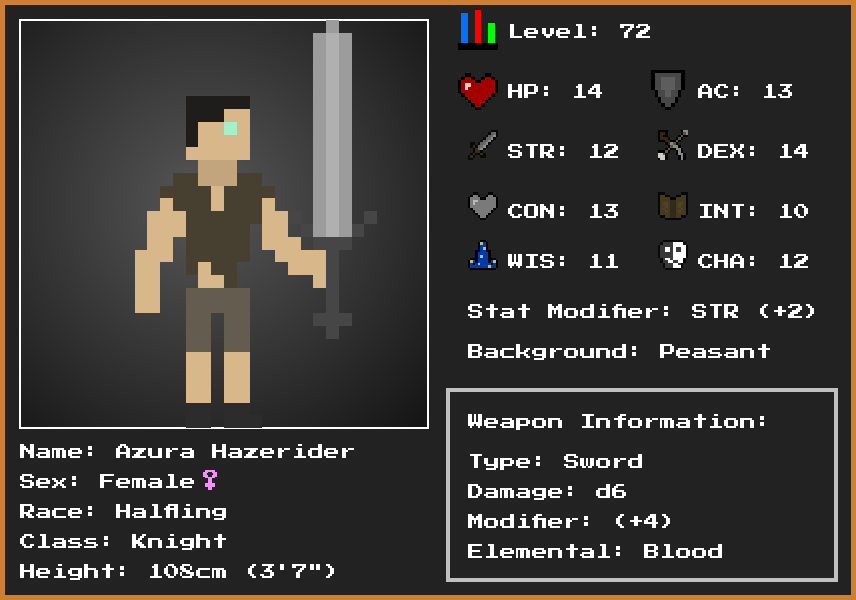 Level: 72
HP: 14
AC: 13
STR: 12
DEX: 14
CON: 13
INT: 10
WIS: 11
CHA: 12
Stat Modifier: STR (+2)
Background: Peasant
Weapon Information:
Type: Sword
Damage: d6
Modifier: (+4)
Elemental: Blood
Name: Azura Hazerider
Sex: Female♀
Race: Halfling
Class: Knight
Height: 108cm (3'7")